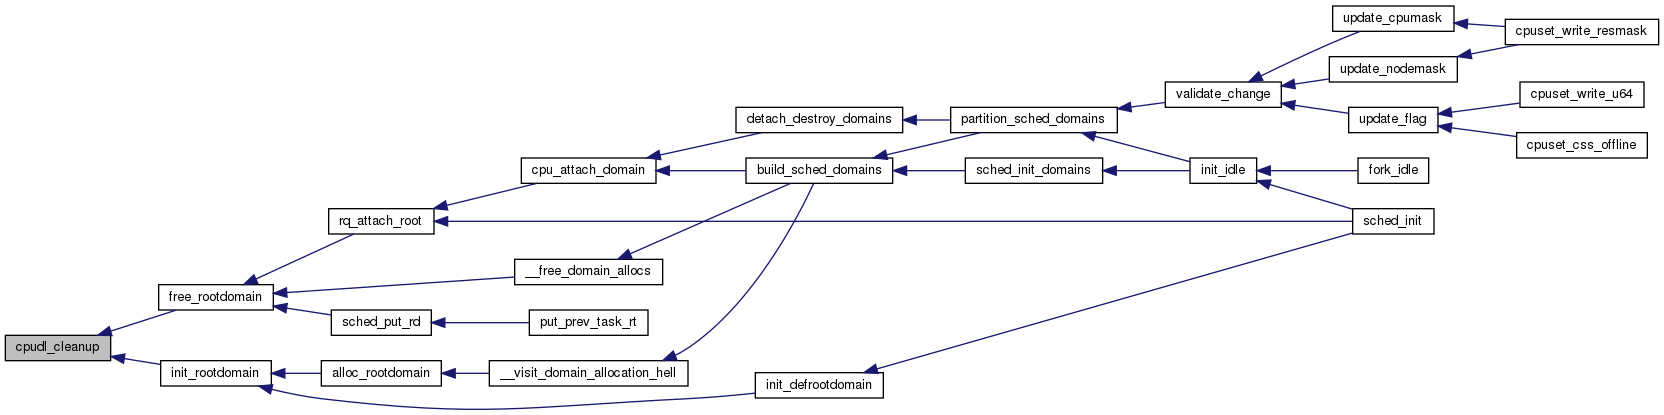 update_cpumask
cpuset_write_resmask
update_nodemask
validate_change
cpuset_write_u64
detach_destroy_domains
partition_sched_domains
update_flag
cpuset_css_offline
cpu_attach_domain
build_sched_domains
sched_init_domains
init_idle
fork_idle
rq_attach_root
sched_init
__free_domain_allocs
free_rootdomain
sched_put_rd
put_prev_task_rt
cpudl_cleanup
init_rootdomain
alloc_rootdomain
__visit_domain_allocation_hell
init_defrootdomain